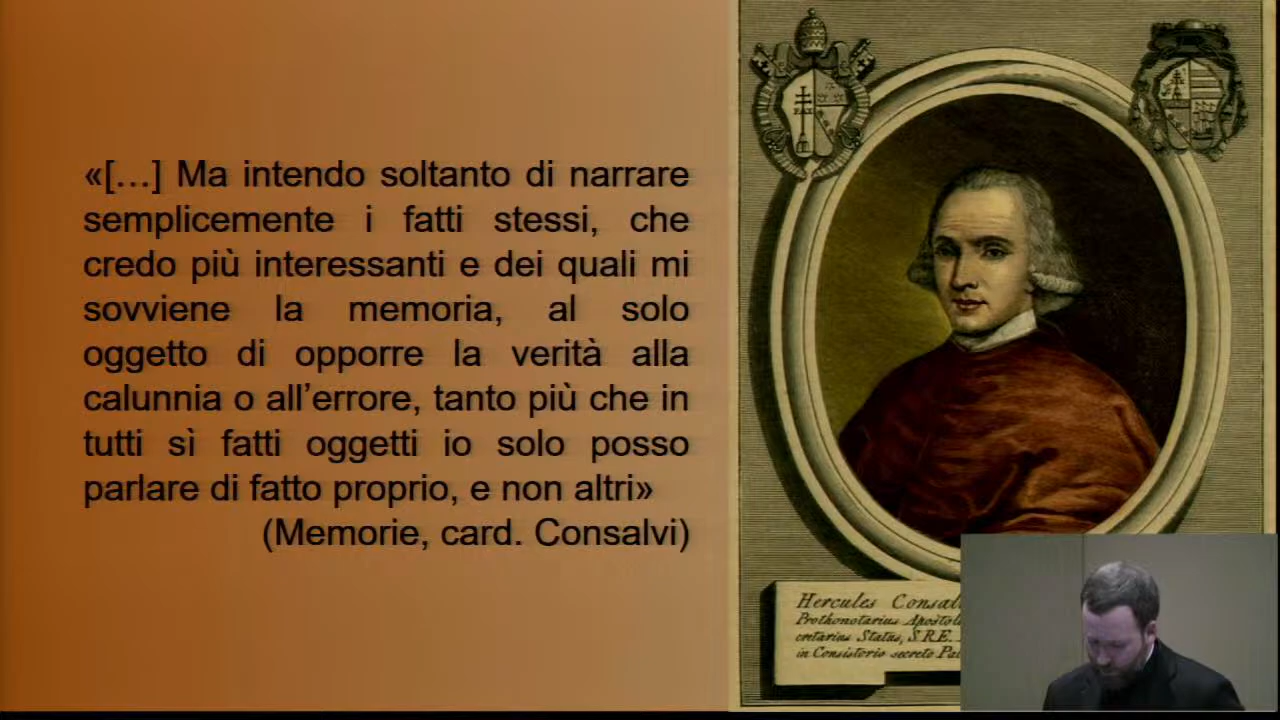 «[…] Ma intendo soltanto di narrare
semplicemente i fatti stessi, che
credo più interessanti e dei quali mi
sovviene la memoria, al solo
oggetto di opporre la verità alla
calunnia o all’errore, tanto più che in
tutti sì fatti oggetti io solo posso
parlare di fatto proprio, e non altri»
(Memorie, card. Consalvi)
PAX
Hercules Consal
Prothonotarius Apostol
cretarius Status, S.R.E.
in Consistorio secreto Pal